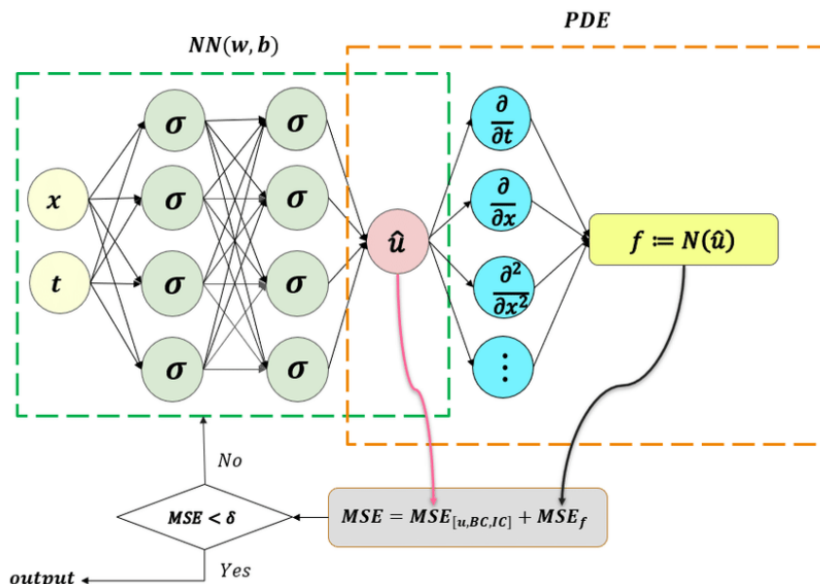 NN(w, b)
PDE
x
t
σ
σ
σ
σ
σ
σ
σ
σ
û
∂/∂t
∂/∂x
∂²/∂x²
⋮
f ≔ N(û)
No
MSE < δ
Yes
output
MSE = MSE[u,BC,IC] + MSEf